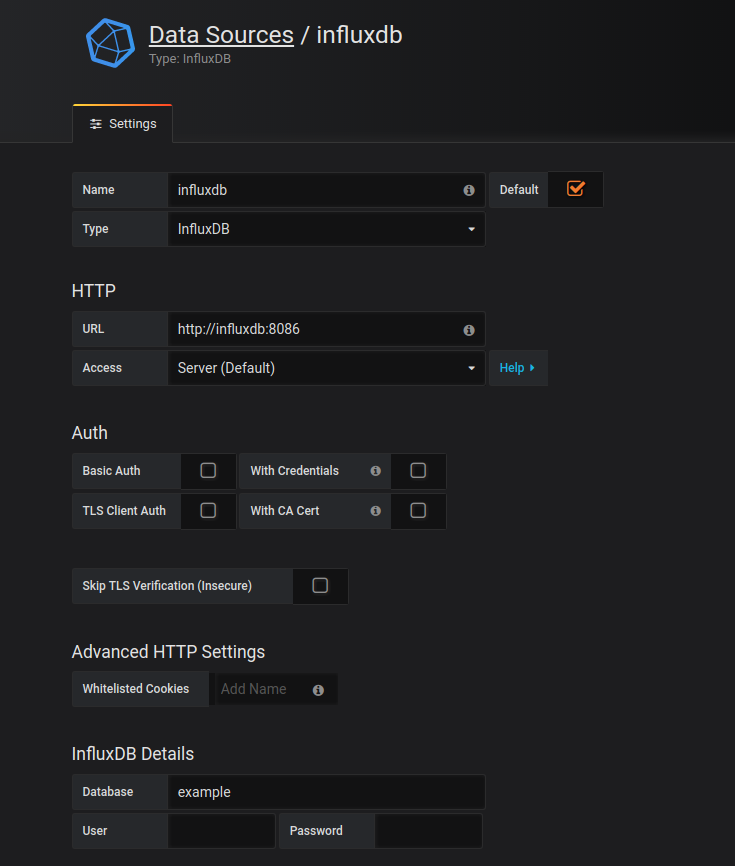 Data Sources / influxdb
Type: InfluxDB
Settings
Name influxdb Default
Type InfluxDB
HTTP
URL http://influxdb:8086
Access Server (Default) Help
Auth
Basic Auth With Credentials
TLS Client Auth With CA Cert
Skip TLS Verification (Insecure)
Advanced HTTP Settings
Whitelisted Cookies Add Name
InfluxDB Details
Database example
User Password